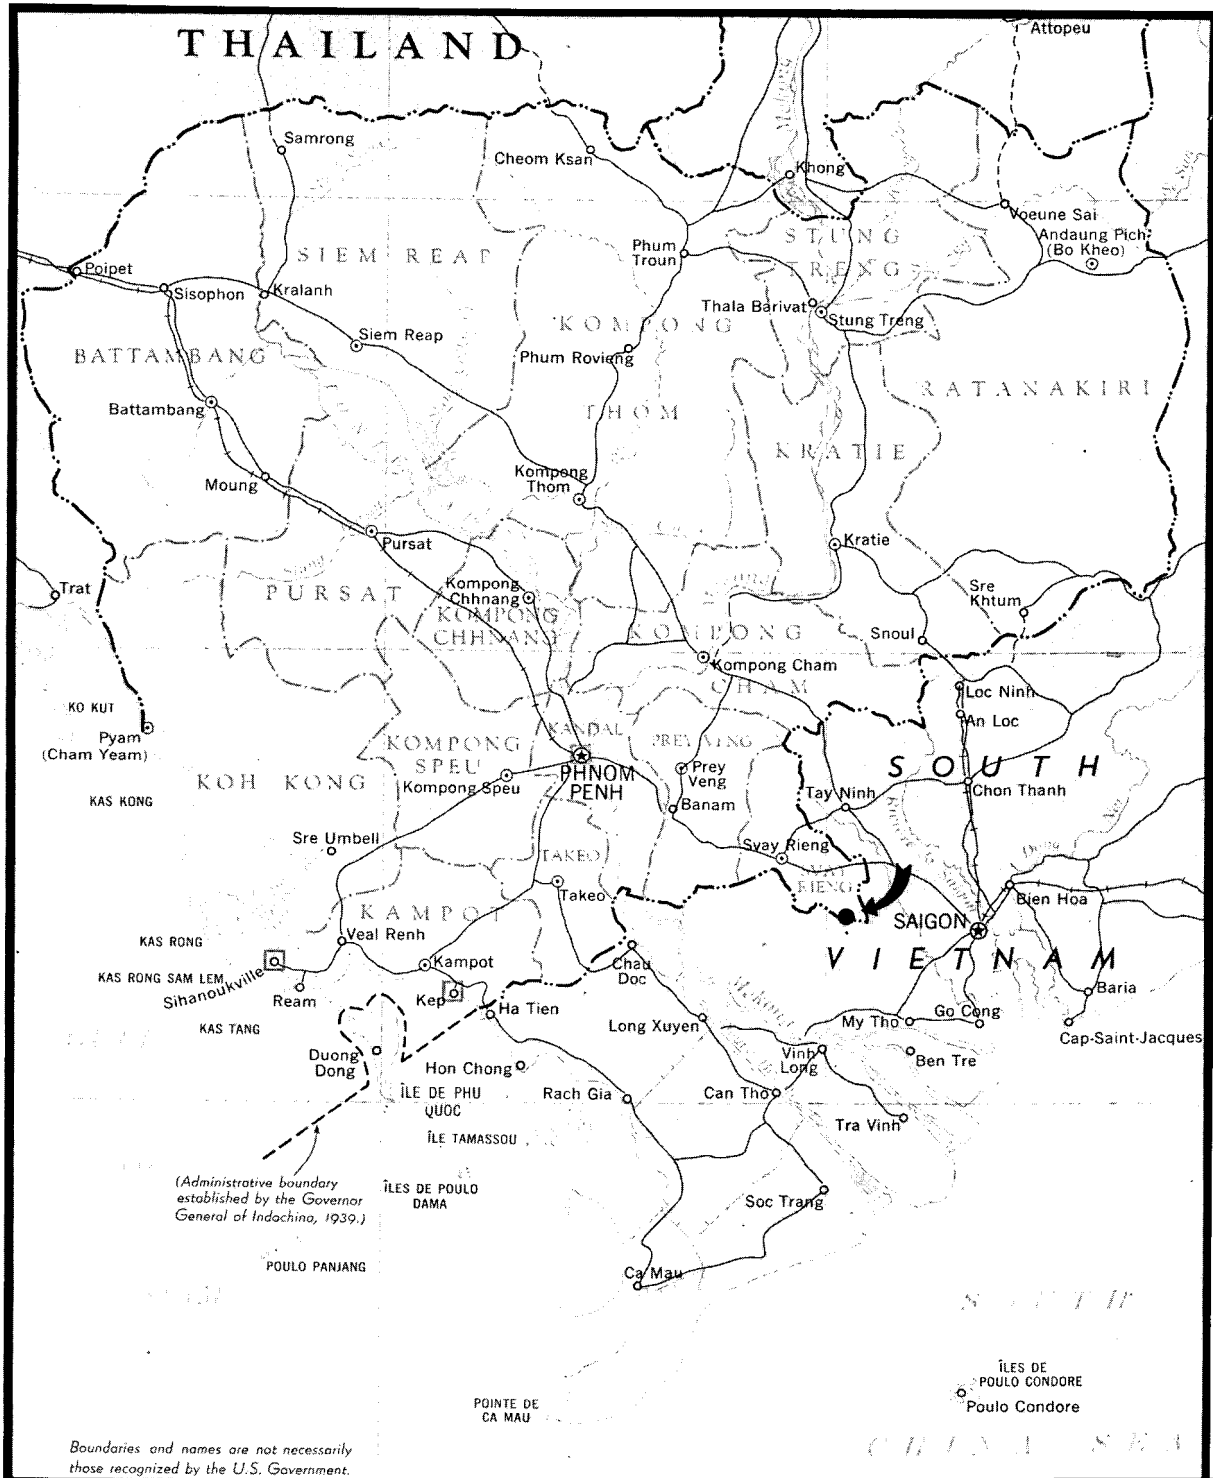 THAILAND
Attopeu
Samrong
Cheom Ksan
Mekong
Khong
Voeune Sai
Andaung Pich
(Bo Kheo)
STUNG
TRENG
Phum
Troun
SIEM REAP
Poipet
Sisophon
Kralanh
Thala Barivat
Stung Treng
KOMPONG
THOM
Siem Reap
Phum Rovieng
BATTAMBANG
RATANAKIRI
Battambang
KRATIE
Moung
Kompong
Thom
Pursat
Kratie
Trat
PURSAT
Kompong
Chhnang
KOMPONG
CHHNANG
Sre
Khtum
Snoul
KOMPONG
CHAM
Kompong Cham
Loc Ninh
An Loc
KO KUT
Pyam
(Cham Yeam)
KANDAL
PREY VENG
KOMPONG
SPEU
PHNOM
PENH
Prey
Veng
SOUTH
KOH KONG
Kompong Speu
Chon Thanh
Tay Ninh
KAS KONG
Banam
Sre Umbell
Svay Rieng
TAKEO
SVAY
RIENG
Takeo
Bien Hoa
KAMPOT
SAIGON
KAS RONG
Veal Renh
VIETNAM
Chau
Doc
Kampot
KAS RONG SAM LEM
Sihanoukville
Ream
Kep
Mekong
Baria
Ha Tien
KAS TANG
Long Xuyen
My Tho
Go Cong
Cap-Saint-Jacques
Duong
Dong
Vinh
Long
Ben Tre
Hon Chong
ÎLE DE PHU
QUOC
Rach Gia
Can Tho
Tra Vinh
ÎLE TAMASSOU
(Administrative boundary
established by the Governor
General of Indochina, 1939.)
ÎLES DE POULO
DAMA
Soc Trang
POULO PANJANG
Ca Mau
SOUTH
ÎLES DE
POULO CONDORE
Poulo Condore
POINTE DE
CA MAU
CHINA SEA
Boundaries and names are not necessarily
those recognized by the U.S. Government.